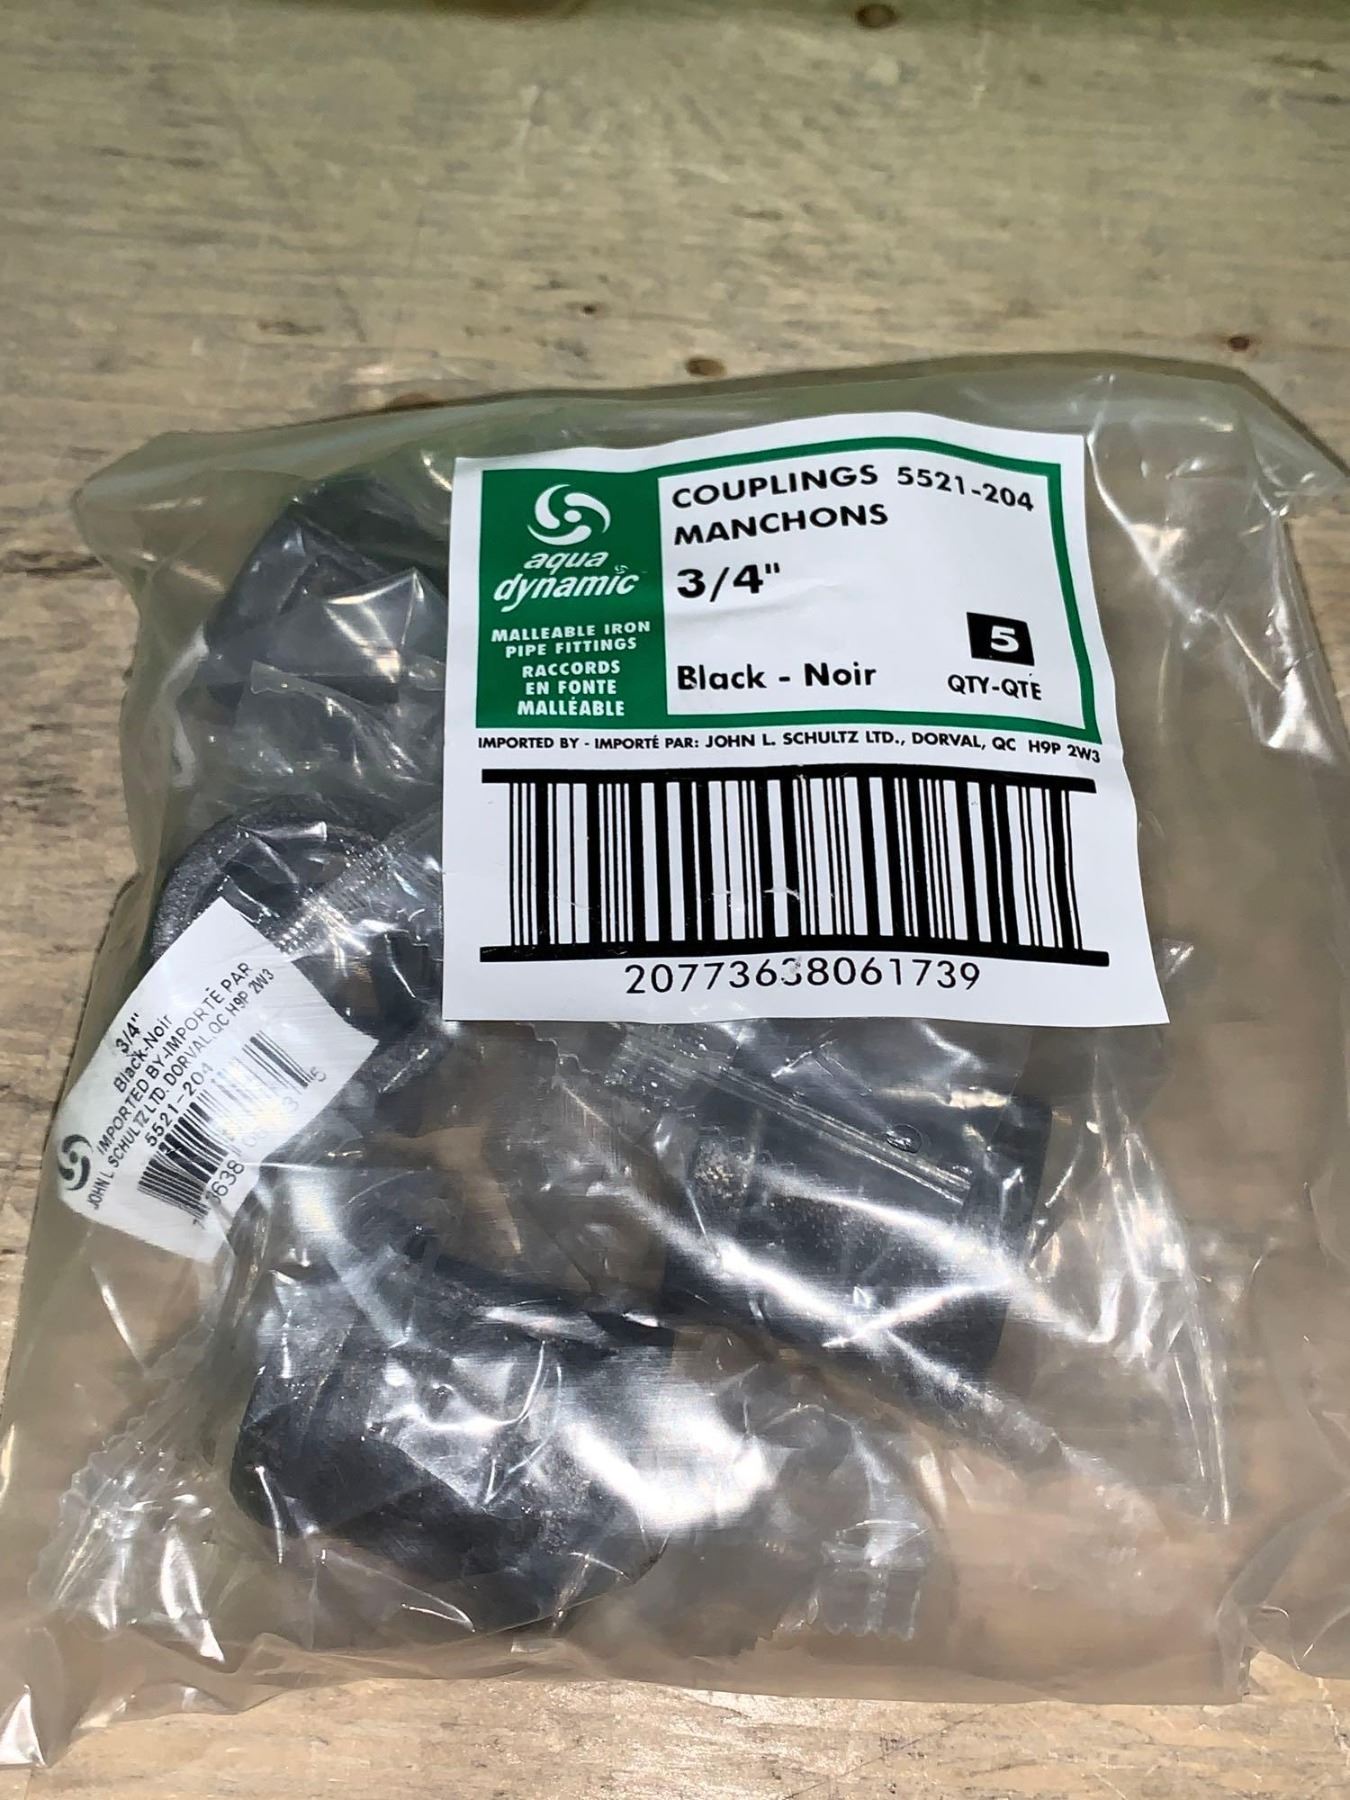 aqua
dynamic
MALLEABLE IRON
PIPE FITTINGS
RACCORDS
EN FONTE
MALLÉABLE
COUPLINGS 5521-204
MANCHONS
3/4"
Black - Noir
5
QTY-QTÉ
IMPORTED BY - IMPORTÉ PAR: JOHN L. SCHULTZ LTD., DORVAL, QC H9P 2W3
20773638061739
3/4"
Black-Noir
IMPORTED BY-IMPORTÉ PAR
JOHN L. SCHULTZ LTD. DORVAL, QC H9P 2W3
5521-204